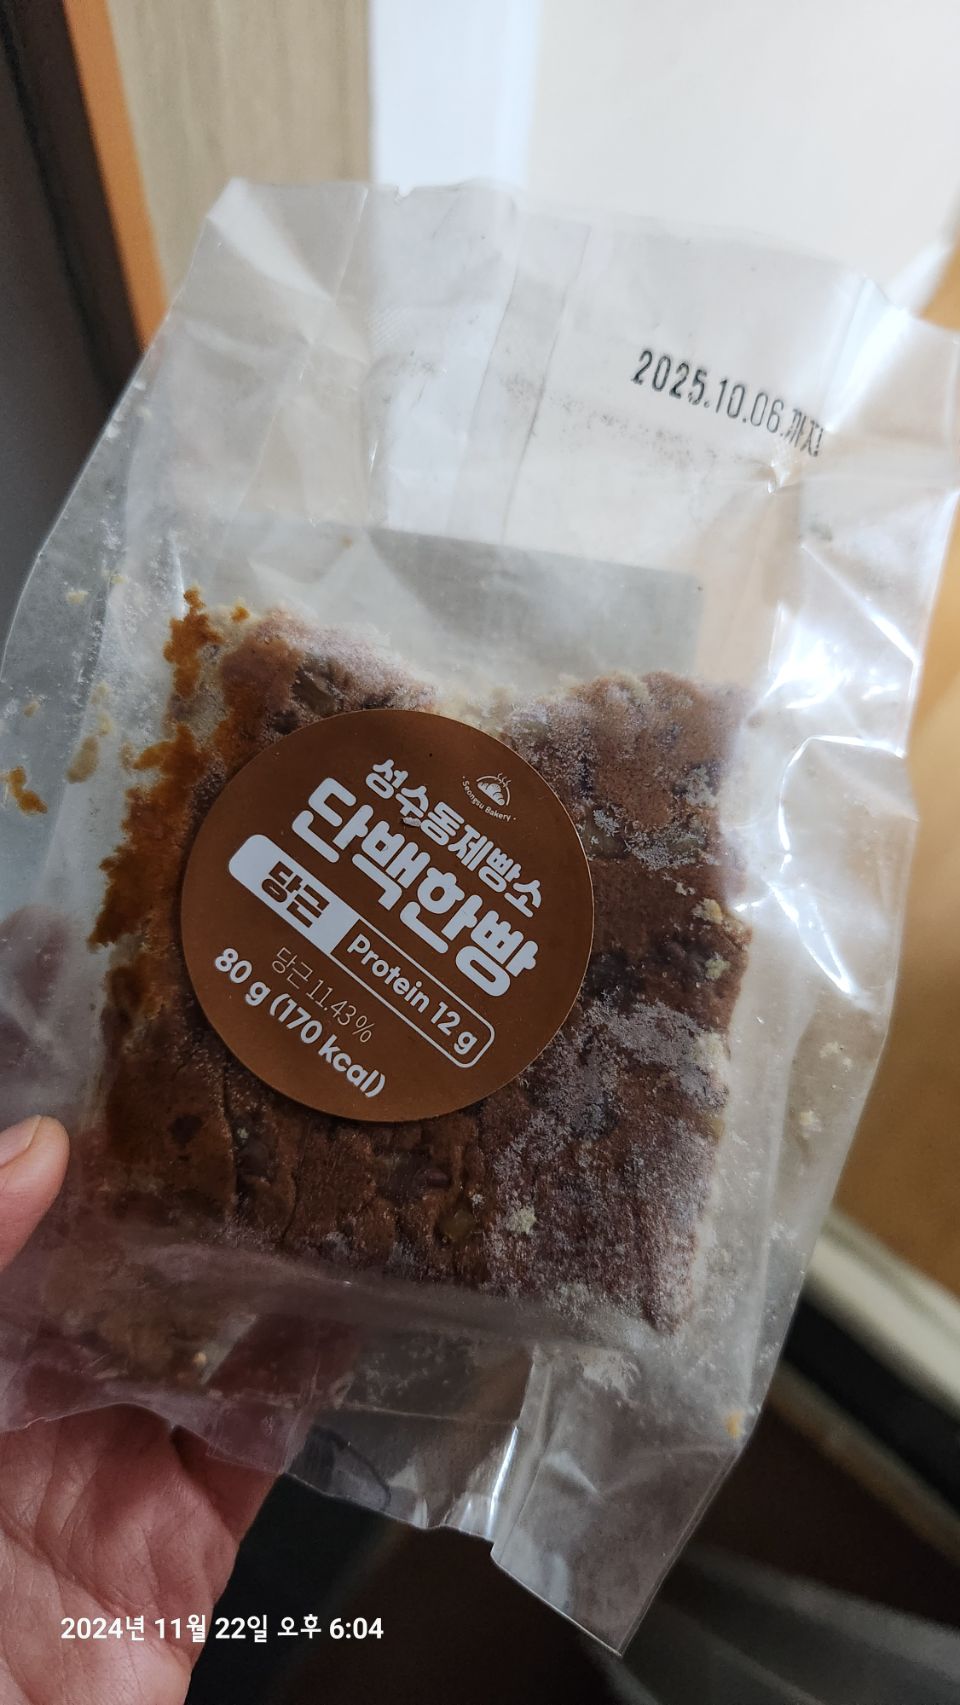 2025.10.06.까지
Seongsu Bakery
성수동제빵소
단백한빵
당근
Protein 12 g
당근 11.43 %
80 g (170 kcal)
2024년 11월 22일 오후 6:04